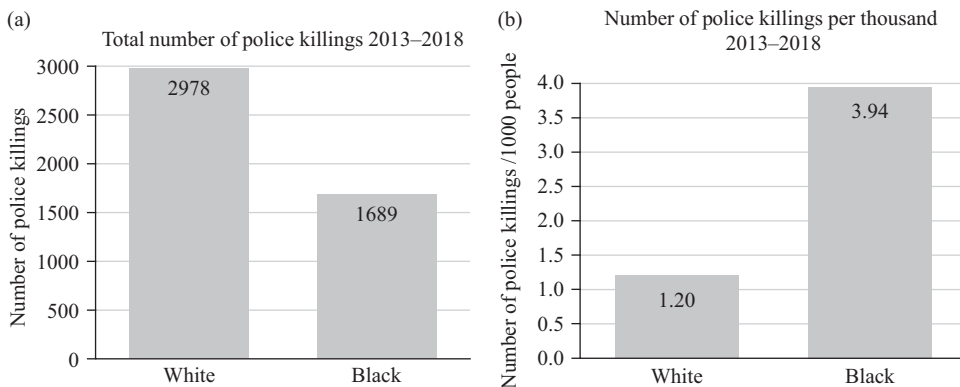 (a)
Total number of police killings 2013–2018
Number of police killings
3000
2500
2000
1500
1000
500
0
2978
1689
White
Black
(b)
Number of police killings per thousand
2013–2018
Number of police killings /1000 people
4.0
3.5
3.0
2.5
2.0
1.5
1.0
0.5
0.0
1.20
3.94
White
Black